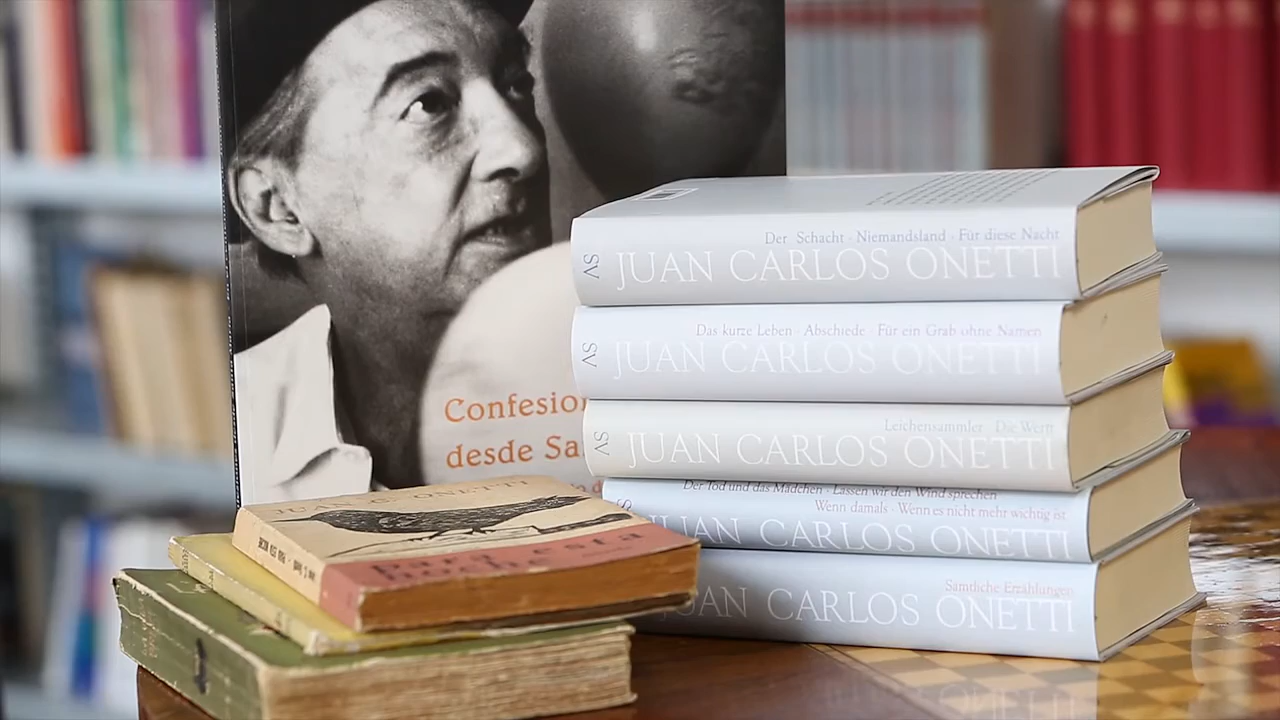 Confesion
desde Sa
Der Schacht · Niemandsland · Für diese Nacht
SV JUAN CARLOS ONETTI
Das kurze Leben · Abschiede · Für ein Grab ohne Namen
SV JUAN CARLOS ONETTI
Leichensammler · Die Werft
SV JUAN CARLOS ONETTI
Der Tod und das Mädchen · Lassen wir den Wind sprechen
Wenn damals · Wenn es nicht mehr wichtig ist
JUAN CARLOS ONETTI
Sämtliche Erzählungen
JUAN CARLOS ONETTI
ONETTI
Para esta
noche